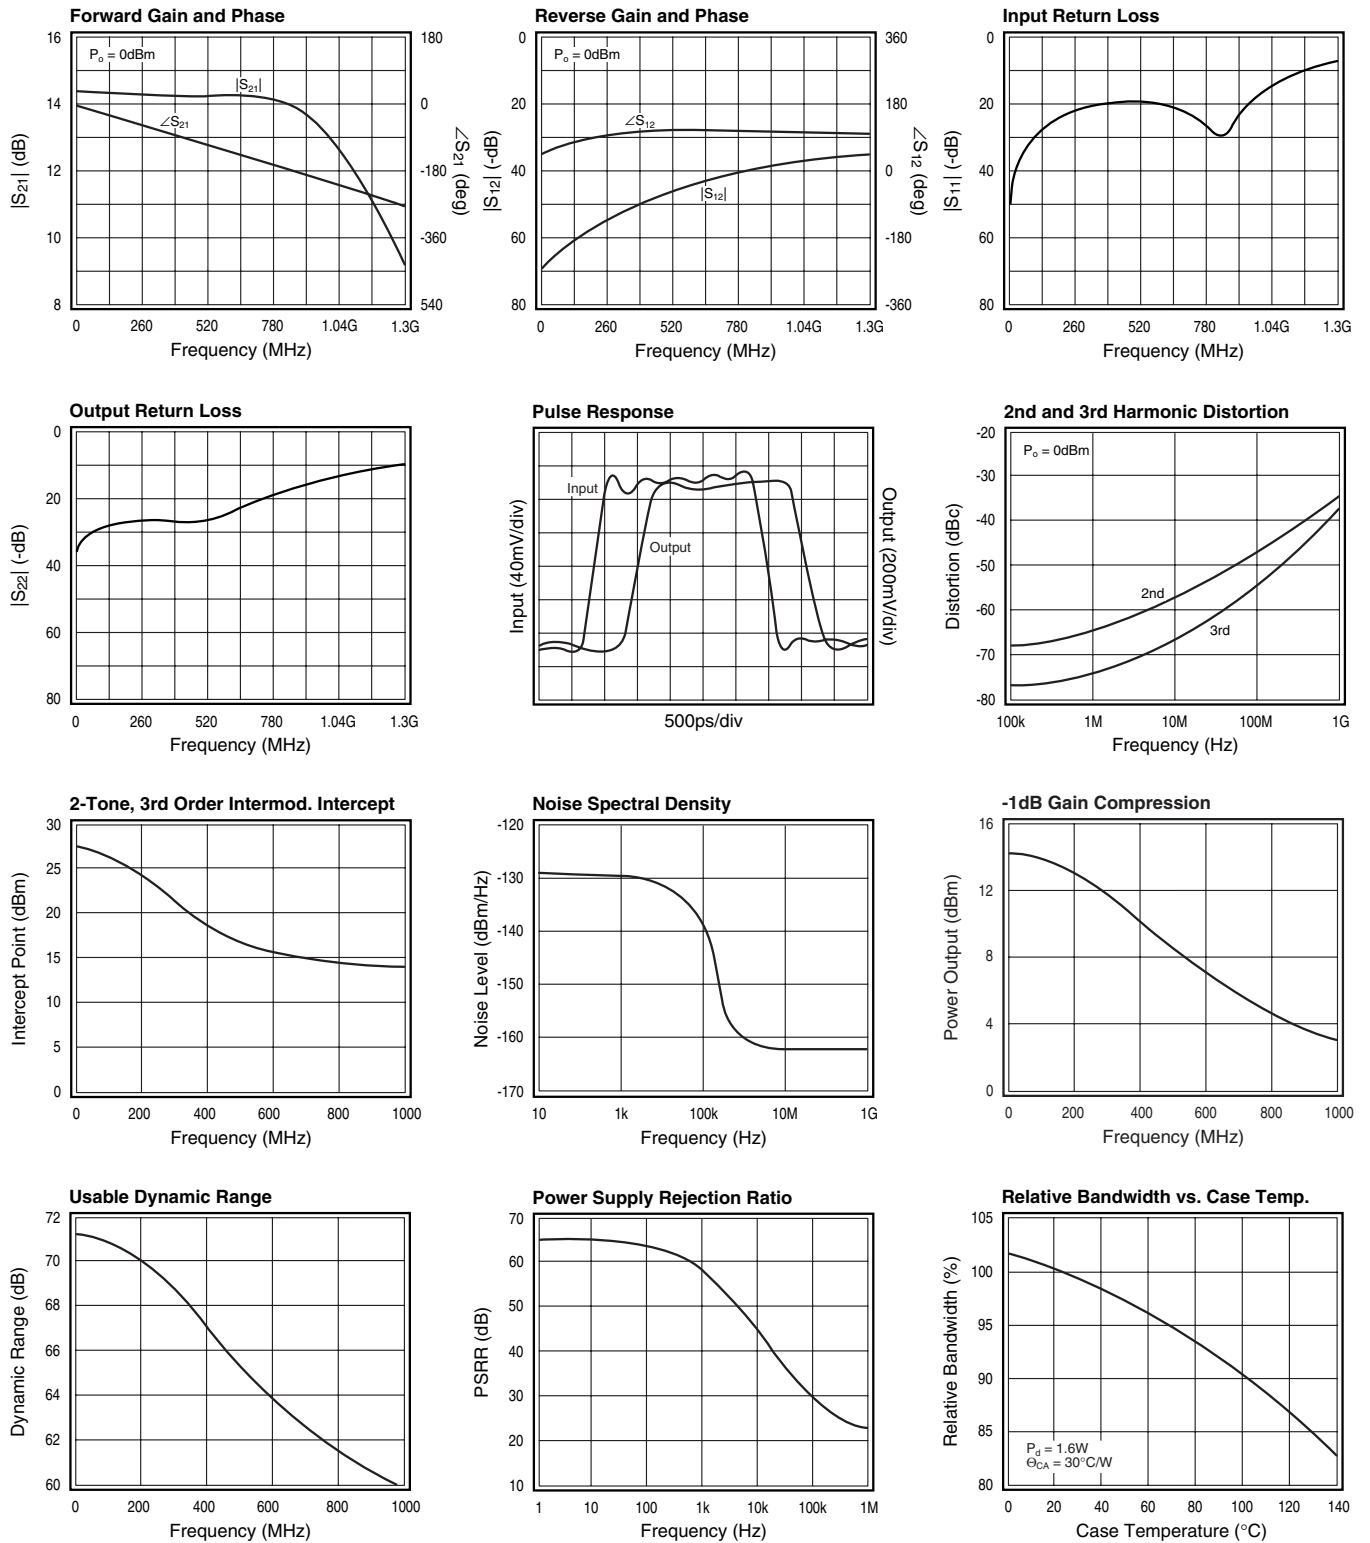 Forward Gain and Phase
16
14
12
10
8
|S21| (dB)
Po = 0dBm
|S21|
∠S21
180
0
-180
-360
540
∠S21 (deg)
0 260 520 780 1.04G 1.3G
Frequency (MHz)
Reverse Gain and Phase
0
20
40
60
80
|S12| (-dB)
Po = 0dBm
∠S12
|S12|
360
180
0
-180
-360
∠S12 (deg)
0 260 520 780 1.04G 1.3G
Frequency (MHz)
Input Return Loss
0
20
40
60
80
|S11| (-dB)
0 260 520 780 1.04G 1.3G
Frequency (MHz)
Output Return Loss
0
20
40
60
80
|S22| (-dB)
0 260 520 780 1.04G 1.3G
Frequency (MHz)
Pulse Response
Input (40mV/div)
Input
Output
Output (200mV/div)
500ps/div
2nd and 3rd Harmonic Distortion
-20
-30
-40
-50
-60
-70
-80
Distortion (dBc)
Po = 0dBm
2nd
3rd
100k 1M 10M 100M 1G
Frequency (Hz)
2-Tone, 3rd Order Intermod. Intercept
30
25
20
15
10
5
0
Intercept Point (dBm)
0 200 400 600 800 1000
Frequency (MHz)
Noise Spectral Density
-120
-130
-140
-150
-160
-170
Noise Level (dBm/Hz)
10 1k 100k 10M 1G
Frequency (Hz)
-1dB Gain Compression
16
12
8
4
0
Power Output (dBm)
0 200 400 600 800 1000
Frequency (MHz)
Usable Dynamic Range
72
70
68
66
64
62
60
Dynamic Range (dB)
0 200 400 600 800 1000
Frequency (MHz)
Power Supply Rejection Ratio
70
60
50
40
30
20
10
PSRR (dB)
1 10 100 1k 10k 100k 1M
Frequency (Hz)
Relative Bandwidth vs. Case Temp.
105
100
95
90
85
80
Relative Bandwidth (%)
Pd = 1.6W
ΘCA = 30°C/W
0 20 40 60 80 100 120 140
Case Temperature (°C)